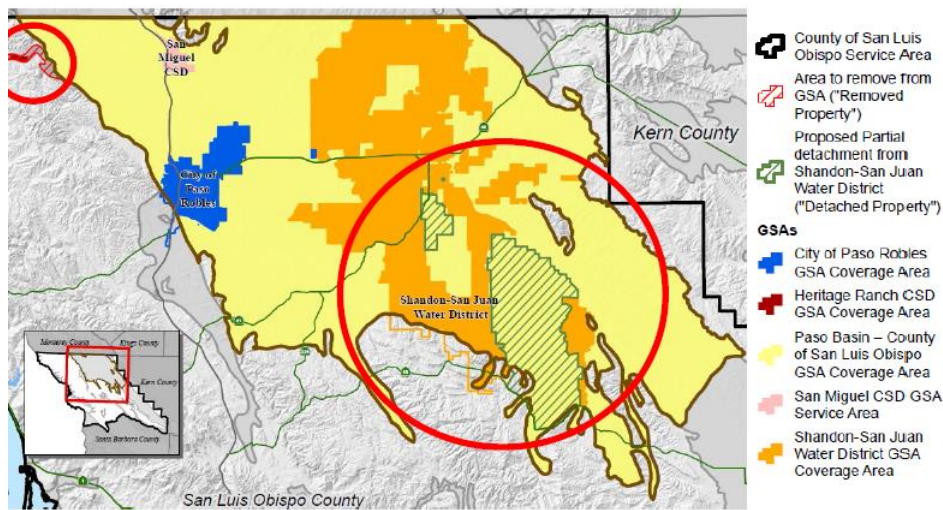 San
Miguel
CSD
Kern County
City of
Paso
Robles
Shandon-San Juan
Water District
Monterey County
Kings County
Kern County
Santa Barbara County
San Luis Obispo County
County of San Luis
Obispo Service Area
Area to remove from
GSA ("Removed
Property")
Proposed Partial
detachment from
Shandon-San Juan
Water District
("Detached Property")
GSAs
City of Paso Robles
GSA Coverage Area
Heritage Ranch CSD
GSA Coverage Area
Paso Basin – County
of San Luis Obispo
GSA Coverage Area
San Miguel CSD GSA
Service Area
Shandon-San Juan
Water District GSA
Coverage Area